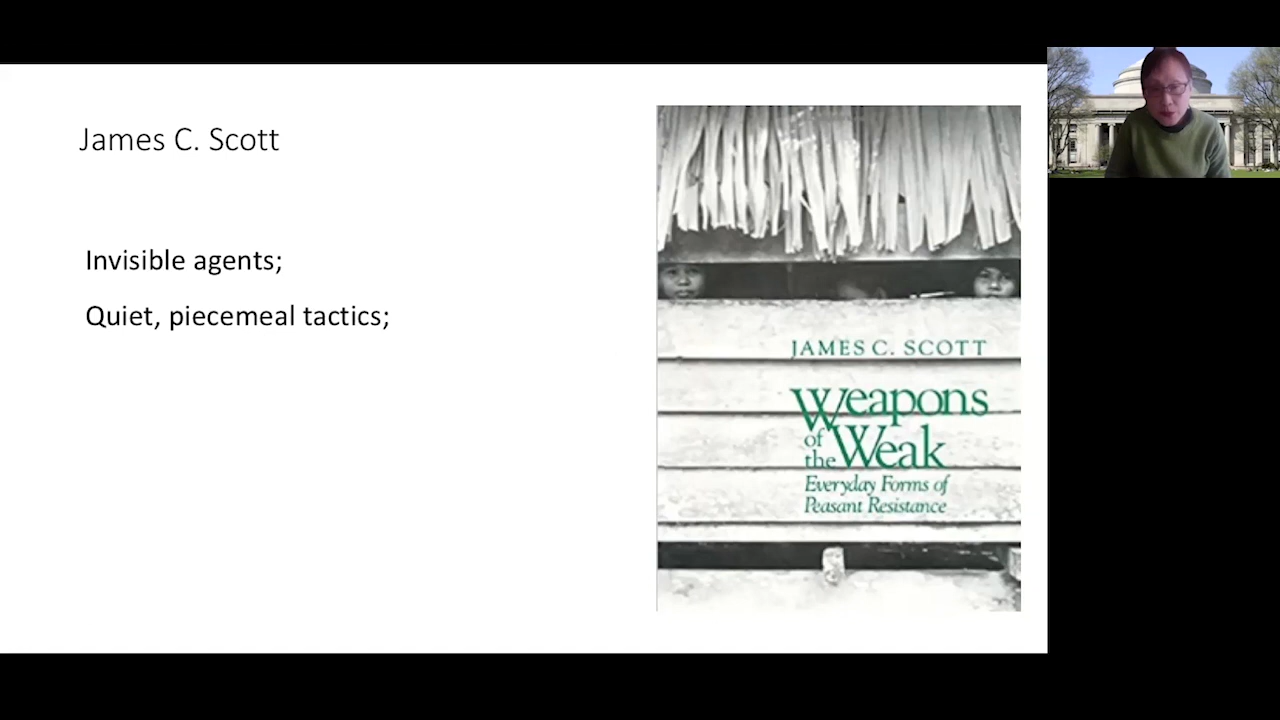 James C. Scott
Invisible agents;
Quiet, piecemeal tactics;
JAMES C. SCOTT
Weapons
of
the Weak
Everyday Forms of
Peasant Resistance